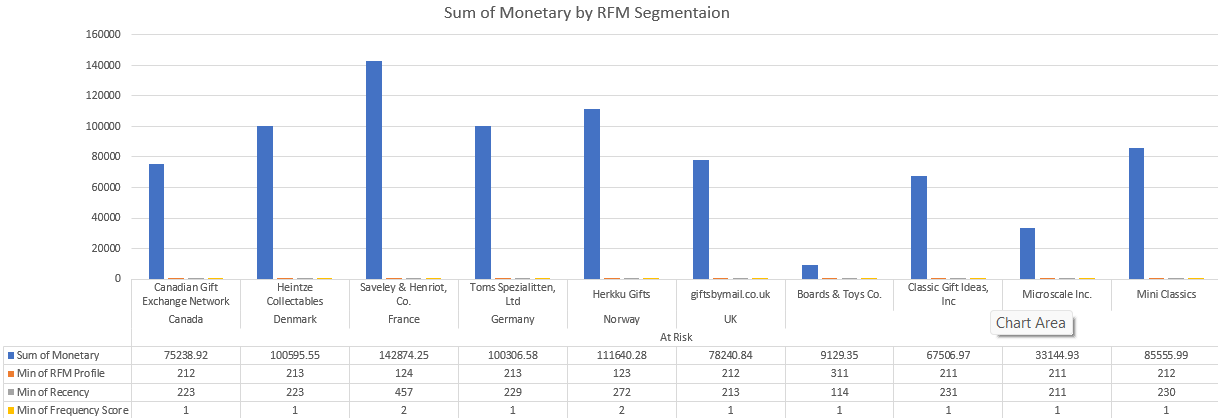 Sum of Monetary by RFM Segmentaion
160000
140000
120000
100000
80000
60000
40000
20000
0
Canadian Gift Exchange Network Heintze Collectables Saveley & Henriot, Co. Toms Spezialitten, Ltd Herkku Gifts giftsbymail.co.uk Boards & Toys Co. Classic Gift Ideas, Inc Microscale Inc. Mini Classics
Canada Denmark France Germany Norway UK
Chart Area
At Risk
Sum of Monetary 75238.92 100595.55 142874.25 100306.58 111640.28 78240.84 9129.35 67506.97 33144.93 85555.99
Min of RFM Profile 212 213 124 213 123 212 311 211 211 212
Min of Recency 223 223 457 229 272 213 114 231 211 230
Min of Frequency Score 1 1 2 1 2 1 1 1 1 1